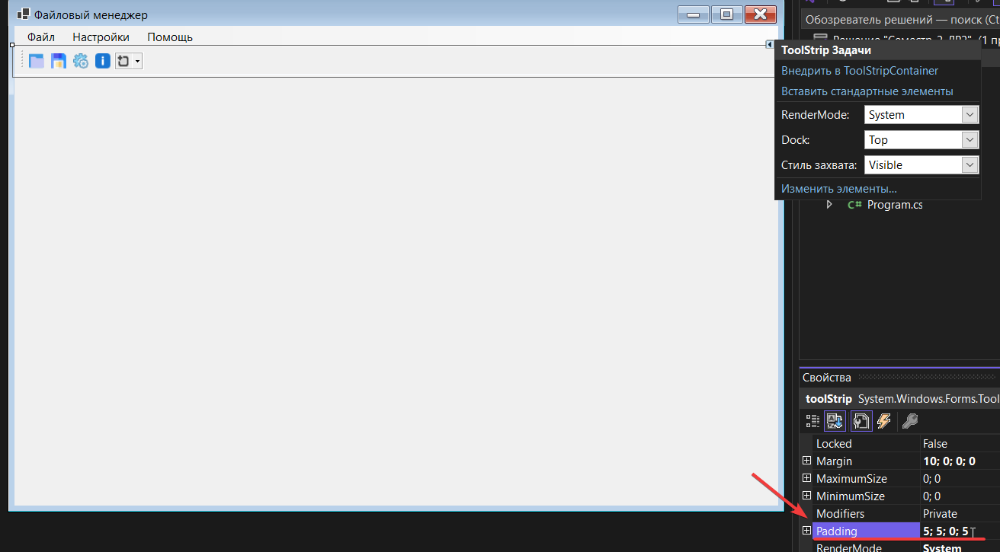 Файловый менеджер
Обозреватель решений — поиск (Ct
Файл Настройки Помощь
Решение "Семестр 2 ЛР2" (1 пр
ToolStrip Задачи
Внедрить в ToolStripContainer
Вставить стандартные элементы
RenderMode: System
Dock: Top
Стиль захвата: Visible
Изменить элементы...
C# Program.cs
Свойства
toolStrip System.Windows.Forms.Tool
Locked False
Margin 10; 0; 0; 0
MaximumSize 0; 0
MinimumSize 0; 0
Modifiers Private
Padding 5; 5; 0; 5
RenderMode System